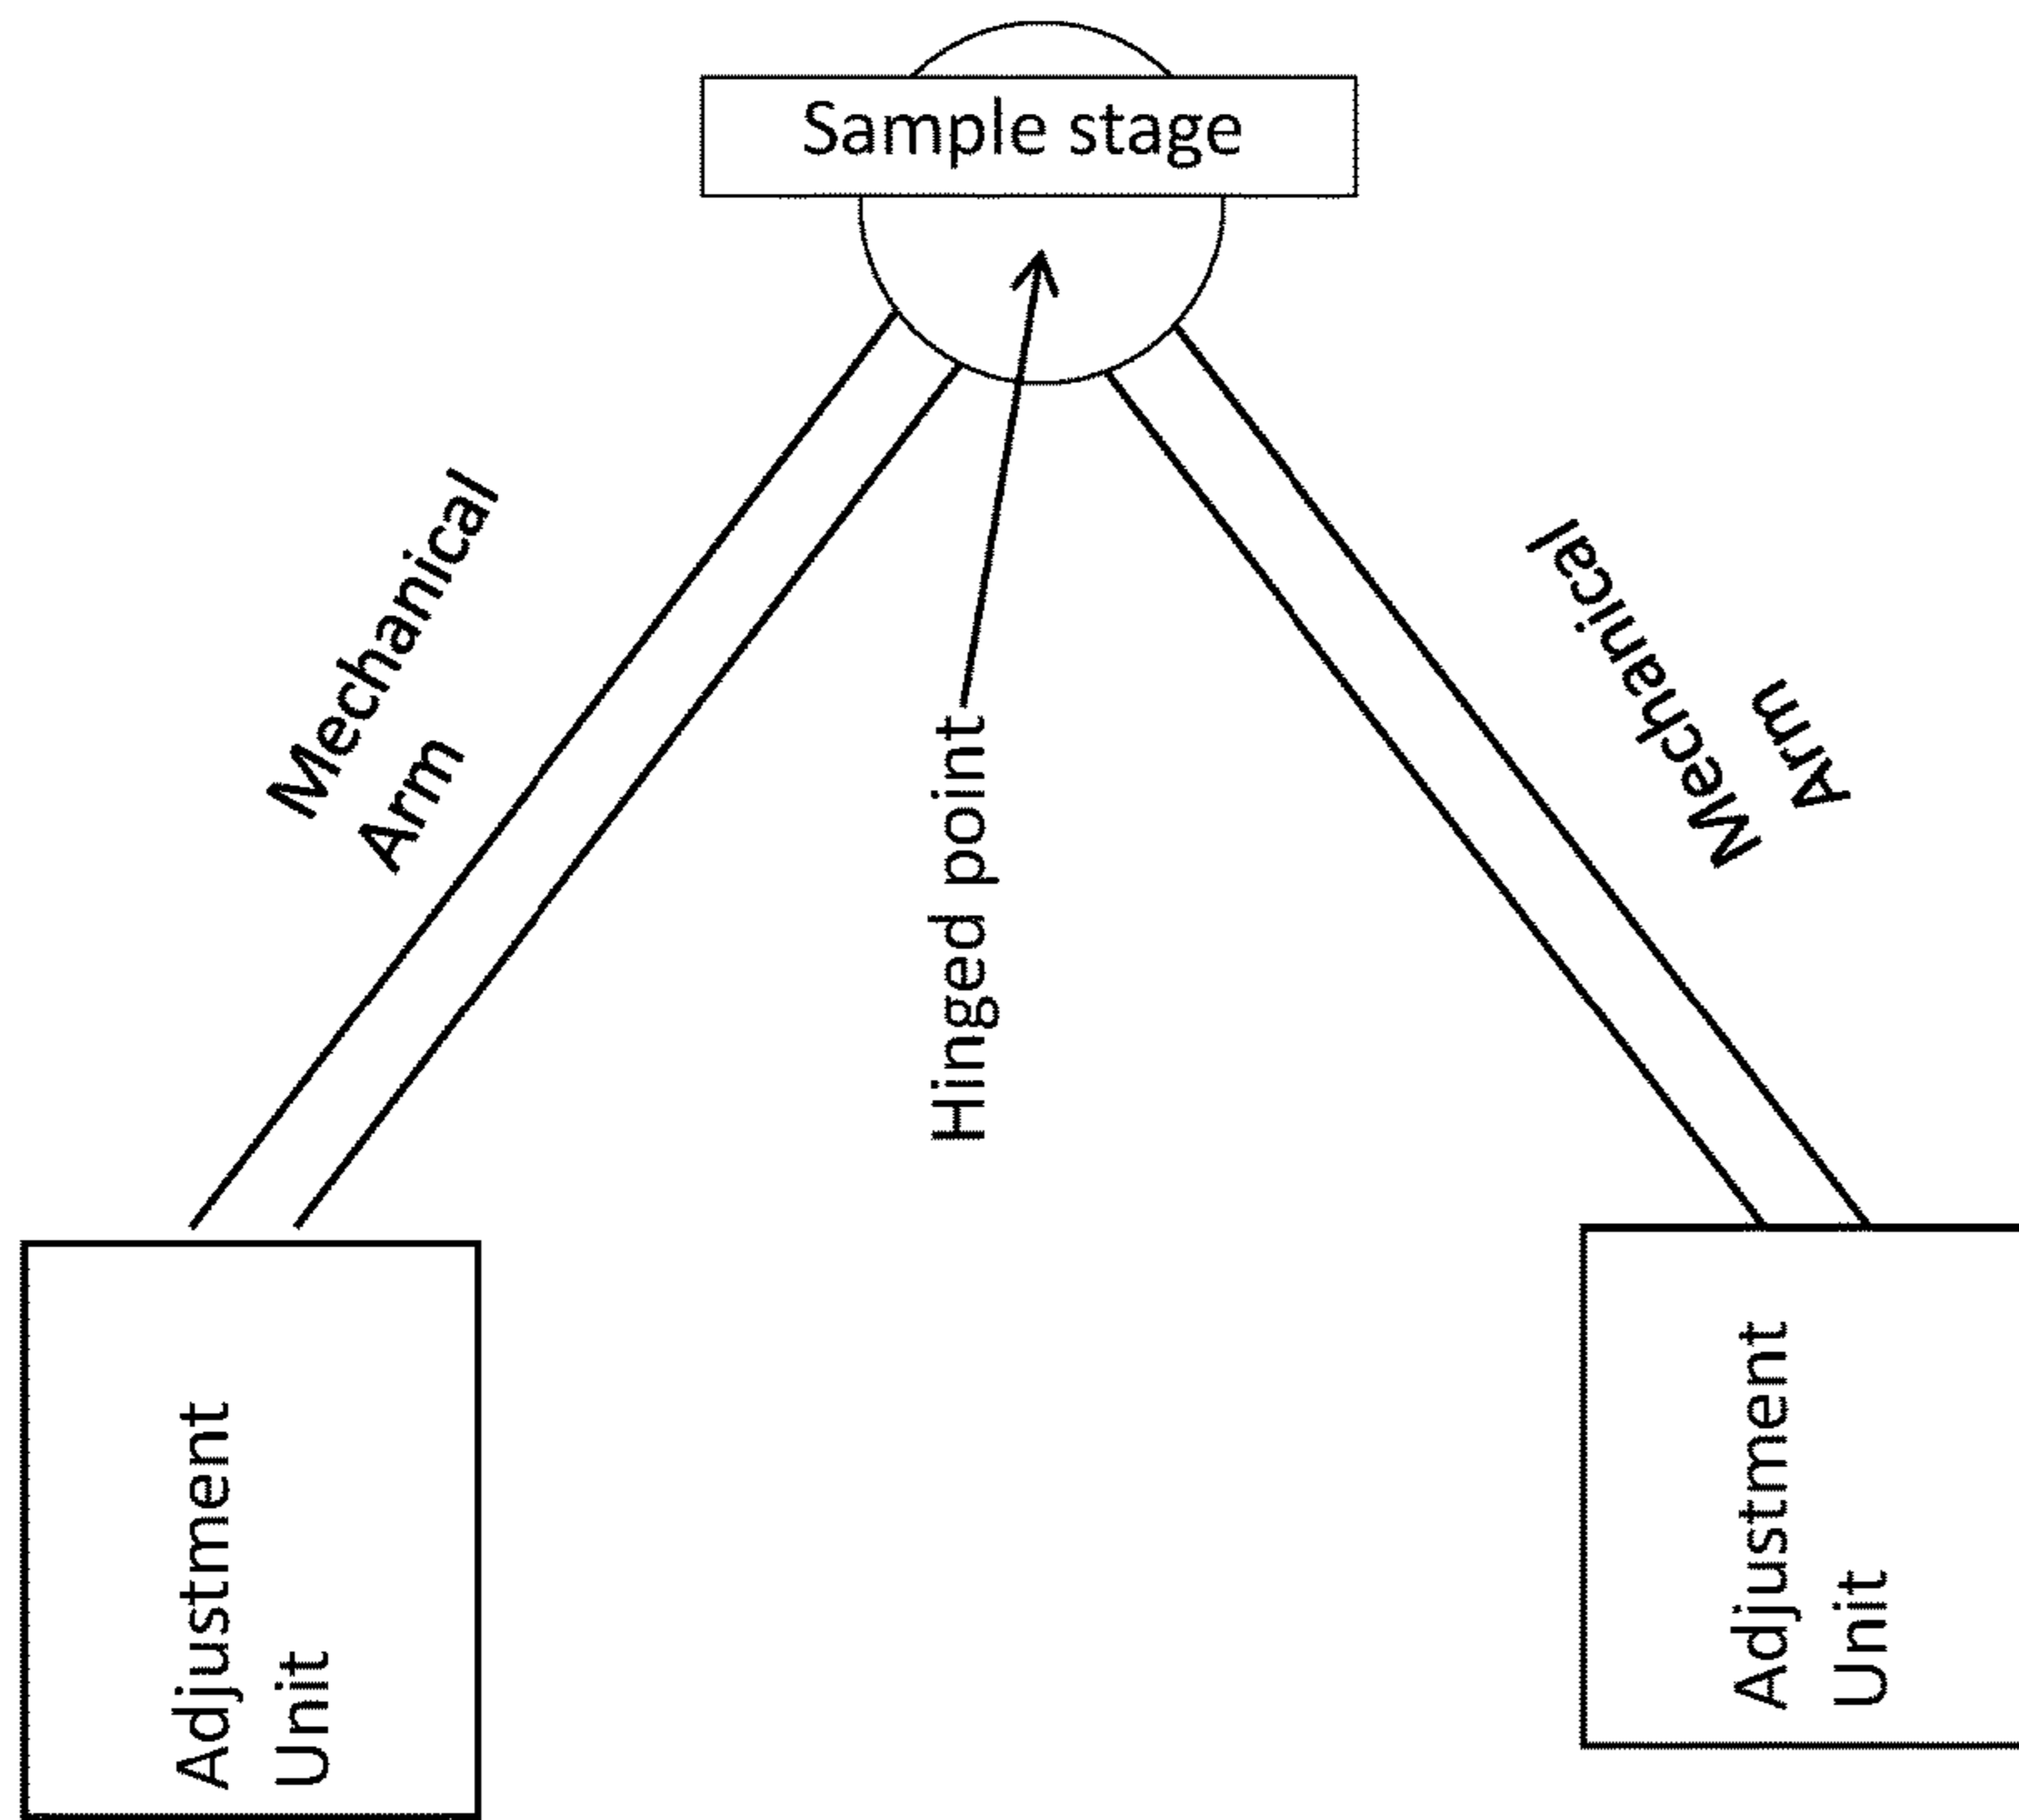 Sample stage
Mechanical
Arm
Hinged point
Mechanical
Arm
Adjustment
Unit
Adjustment
Unit